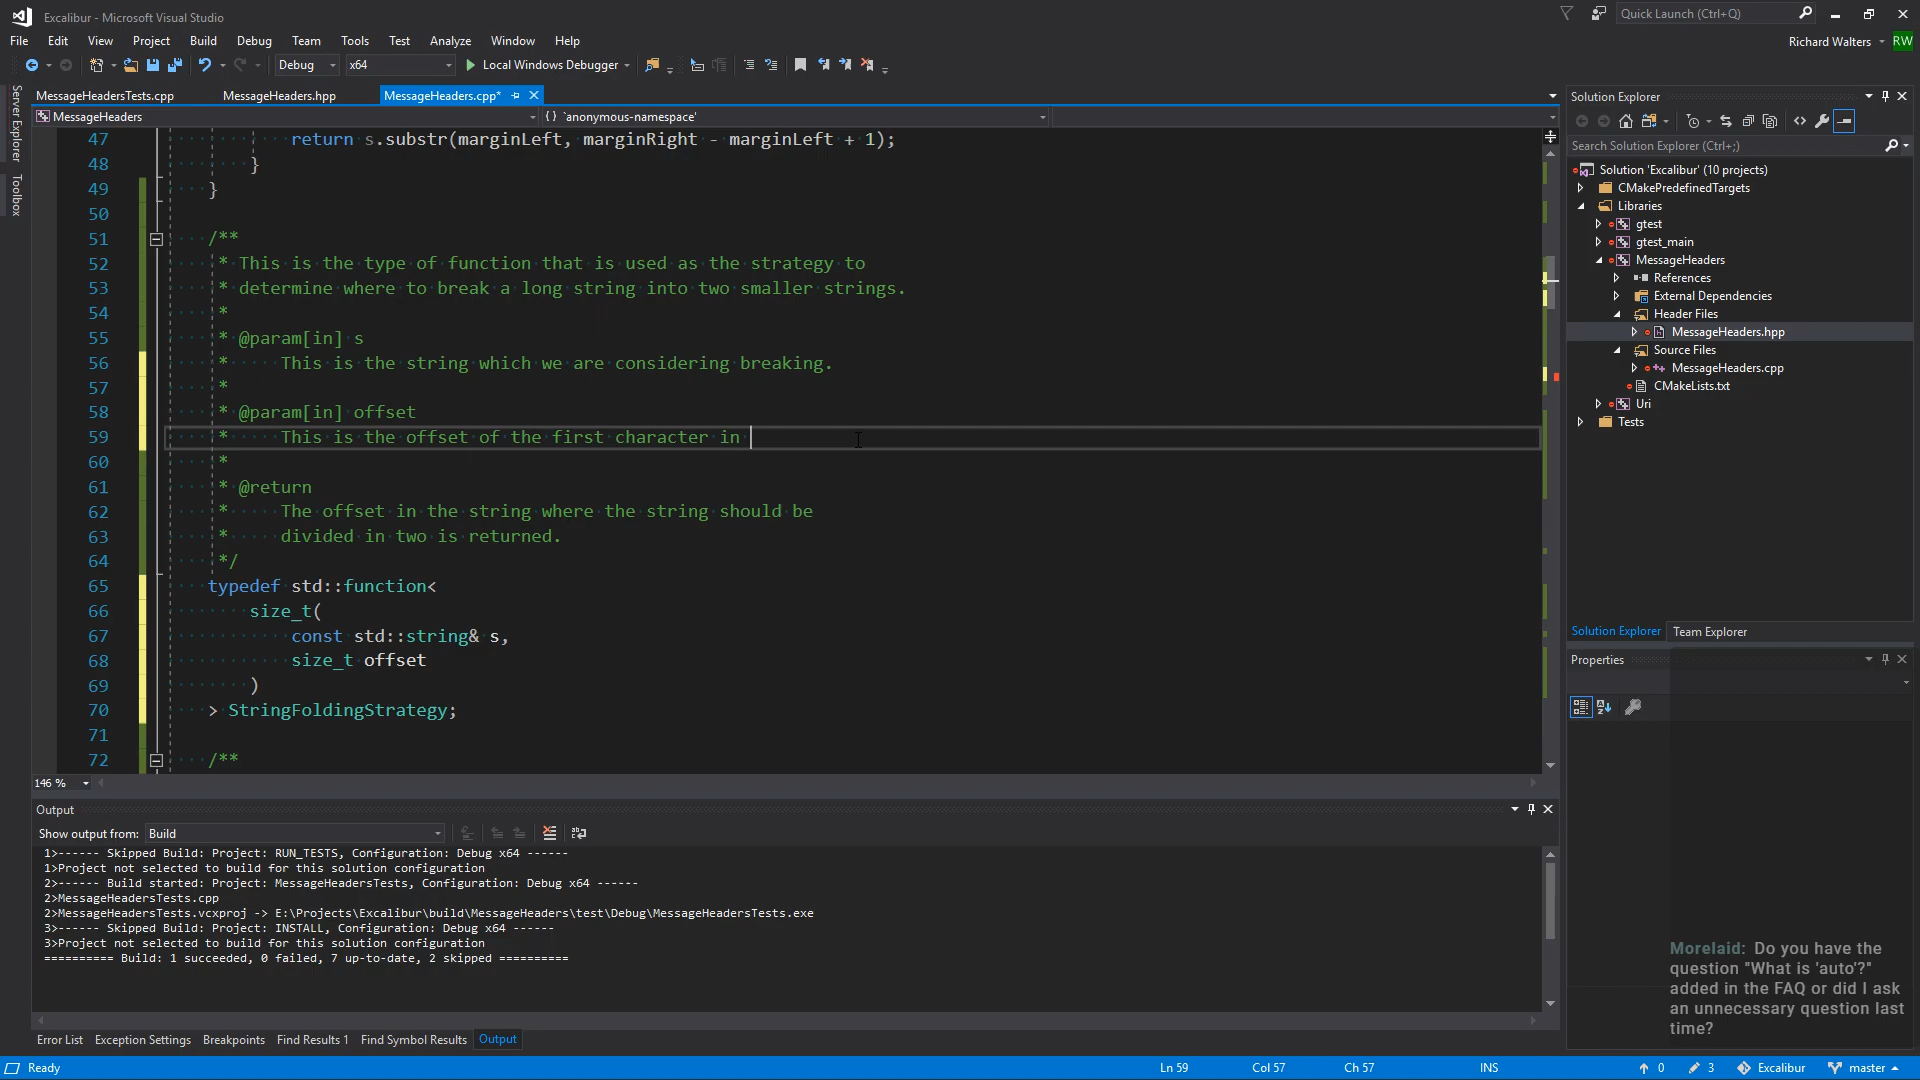 Excalibur - Microsoft Visual Studio
Quick Launch (Ctrl+Q)
File Edit View Project Build Debug Team Tools Test Analyze Window Help
Richard Walters RW
Debug x64 Local Windows Debugger
Server Explorer
Toolbox
MessageHeadersTests.cpp MessageHeaders.hpp MessageHeaders.cpp*
MessageHeaders {} `anonymous-namespace'
47 return s.substr(marginLeft, marginRight - marginLeft + 1);
48 }
49 }
50
51 /**
52 * This is the type of function that is used as the strategy to
53 * determine where to break a long string into two smaller strings.
54 *
55 * @param[in] s
56 * This is the string which we are considering breaking.
57 *
58 * @param[in] offset
59 * This is the offset of the first character in
60 *
61 * @return
62 * The offset in the string where the string should be
63 * divided in two is returned.
64 */
65 typedef std::function<
66 size_t(
67 const std::string& s,
68 size_t offset
69 )
70 > StringFoldingStrategy;
71
72 /**
146 %
Output
Show output from: Build
1>------ Skipped Build: Project: RUN_TESTS, Configuration: Debug x64 ------
1>Project not selected to build for this solution configuration
2>------ Build started: Project: MessageHeadersTests, Configuration: Debug x64 ------
2>MessageHeadersTests.cpp
2>MessageHeadersTests.vcxproj -> E:\Projects\Excalibur\build\MessageHeaders\test\Debug\MessageHeadersTests.exe
3>------ Skipped Build: Project: INSTALL, Configuration: Debug x64 ------
3>Project not selected to build for this solution configuration
========== Build: 1 succeeded, 0 failed, 7 up-to-date, 2 skipped ==========
Error List Exception Settings Breakpoints Find Results 1 Find Symbol Results Output
Solution Explorer
Search Solution Explorer (Ctrl+;)
Solution 'Excalibur' (10 projects)
CMakePredefinedTargets
Libraries
gtest
gtest_main
MessageHeaders
References
External Dependencies
Header Files
MessageHeaders.hpp
Source Files
MessageHeaders.cpp
CMakeLists.txt
Uri
Tests
Solution Explorer Team Explorer
Properties
Morelaid: Do you have the
question "What is 'auto'?"
added in the FAQ or did I ask
an unnecessary question last
time?
Ready Ln 59 Col 57 Ch 57 INS 0 3 Excalibur master